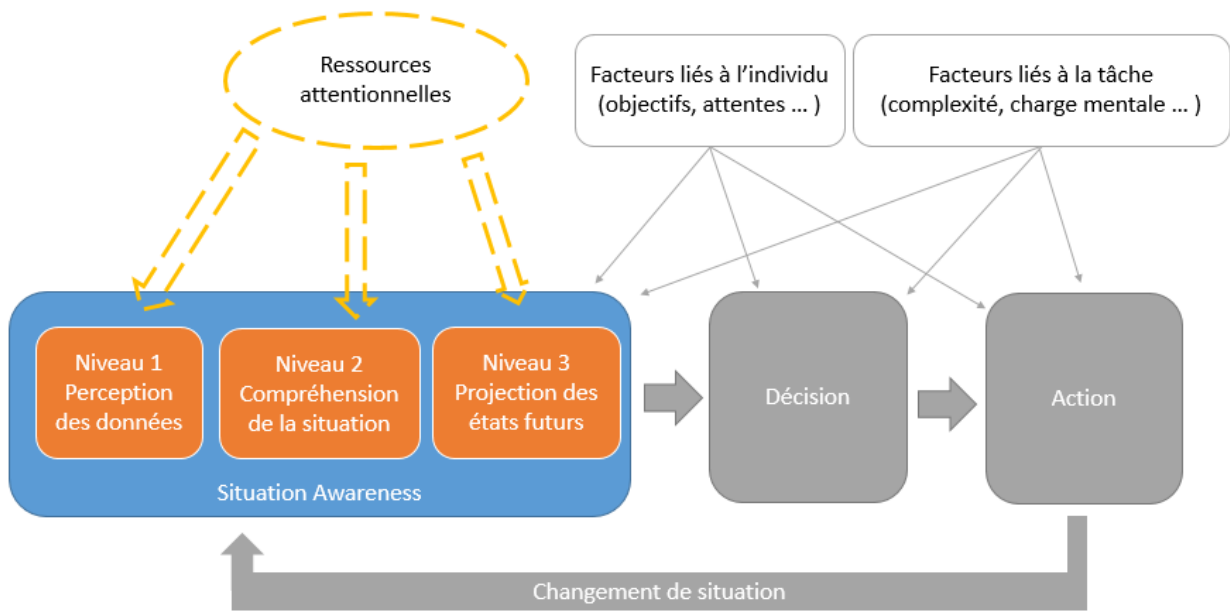 Ressources
attentionnelles
Facteurs liés à l’individu
(objectifs, attentes … )
Facteurs liés à la tâche
(complexité, charge mentale … )
Niveau 1
Perception
des données
Niveau 2
Compréhension
de la situation
Niveau 3
Projection des
états futurs
Situation Awareness
Décision
Action
Changement de situation